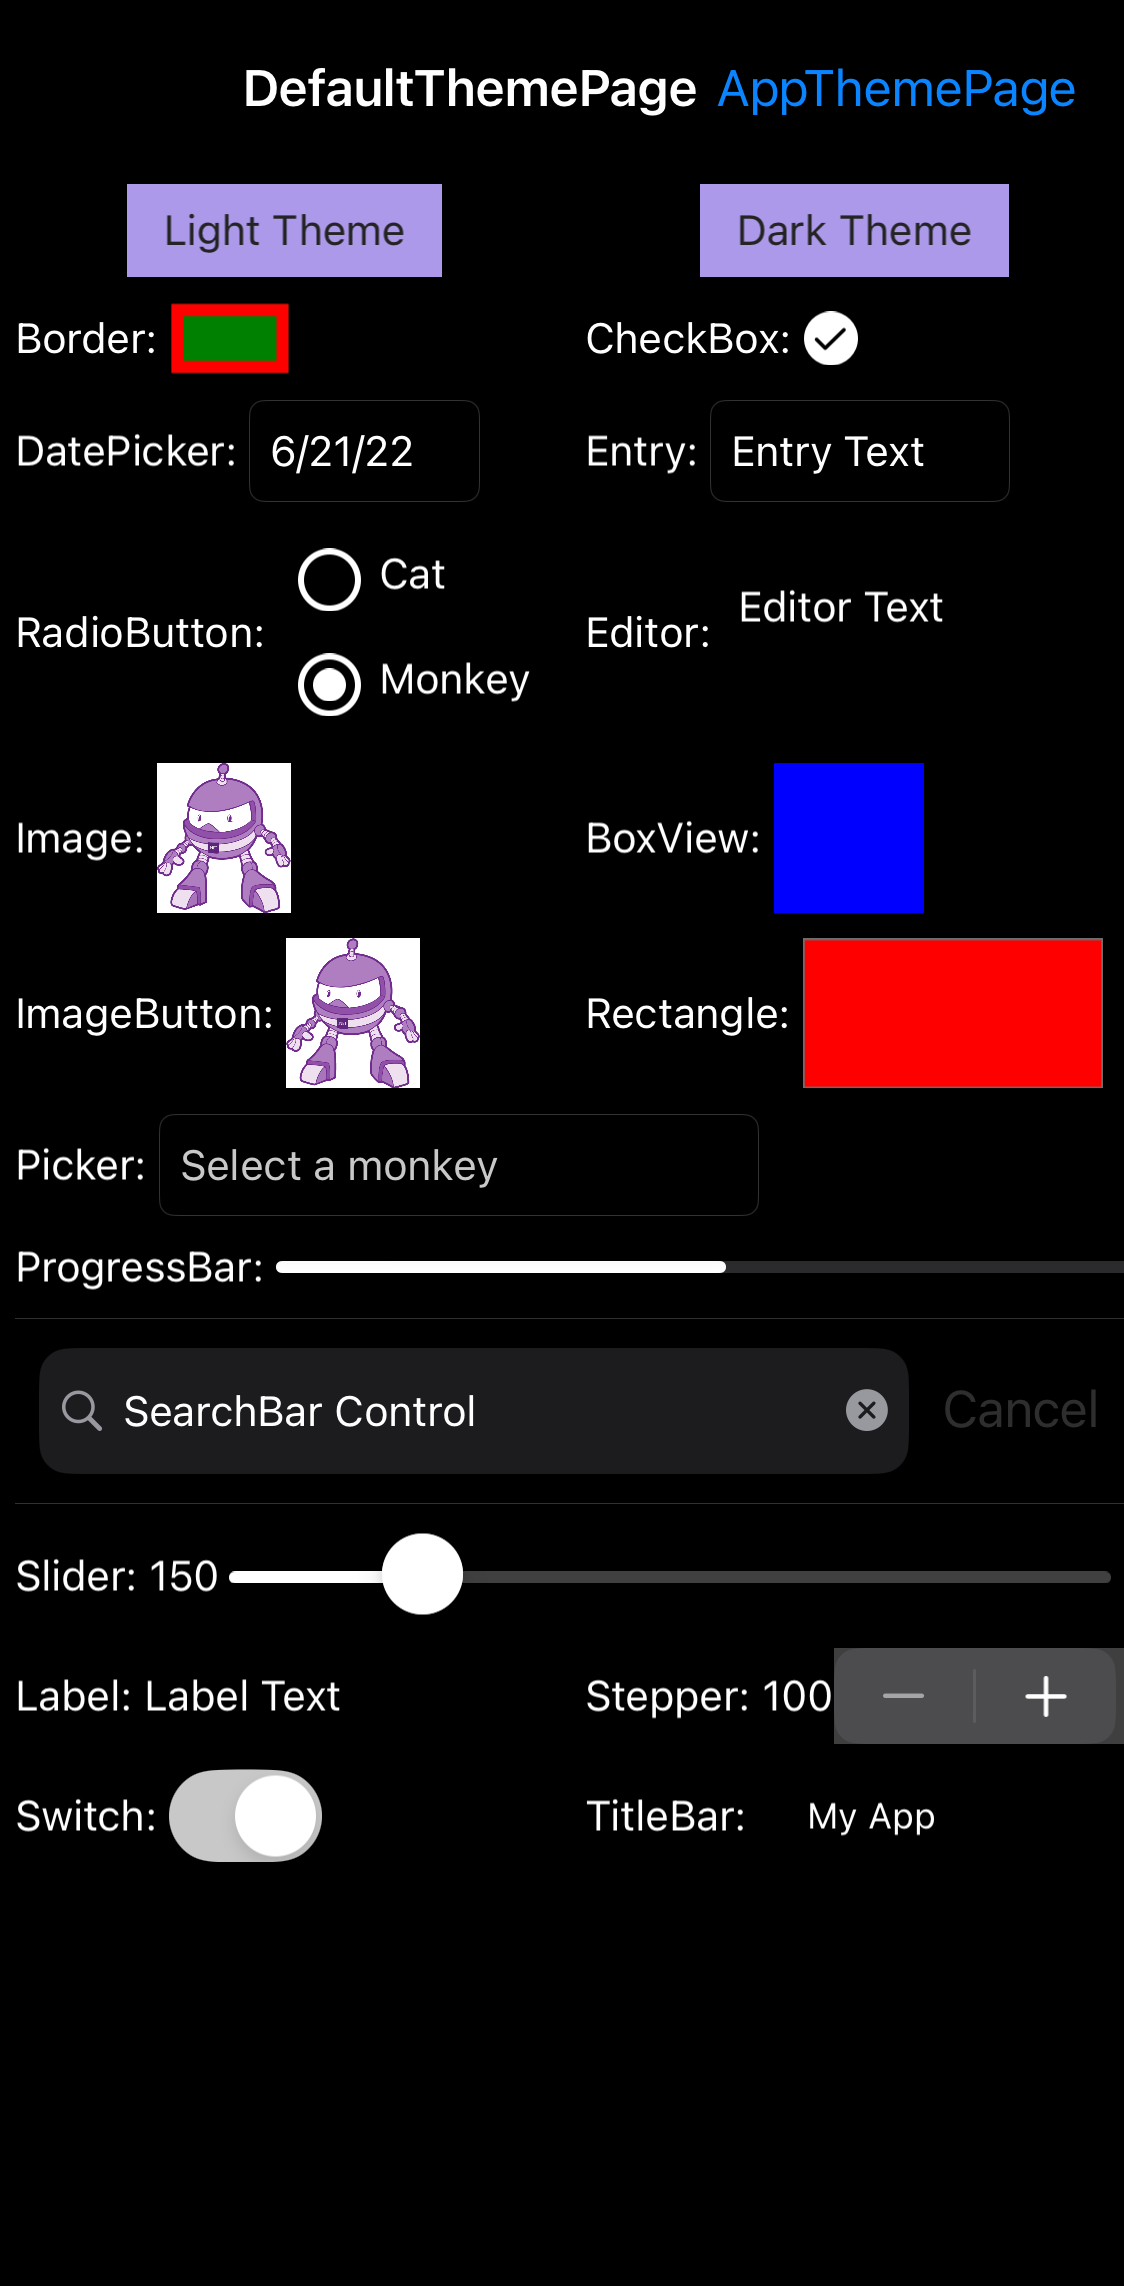 DefaultThemePage AppThemePage
Light Theme Dark Theme
Border: CheckBox:
DatePicker: 6/21/22 Entry: Entry Text
Cat
RadioButton: Editor: Editor Text
Monkey
Image: BoxView:
ImageButton: Rectangle:
Picker: Select a monkey
ProgressBar:
SearchBar Control Cancel
Slider: 150
Label: Label Text Stepper: 100
Switch: TitleBar: My App